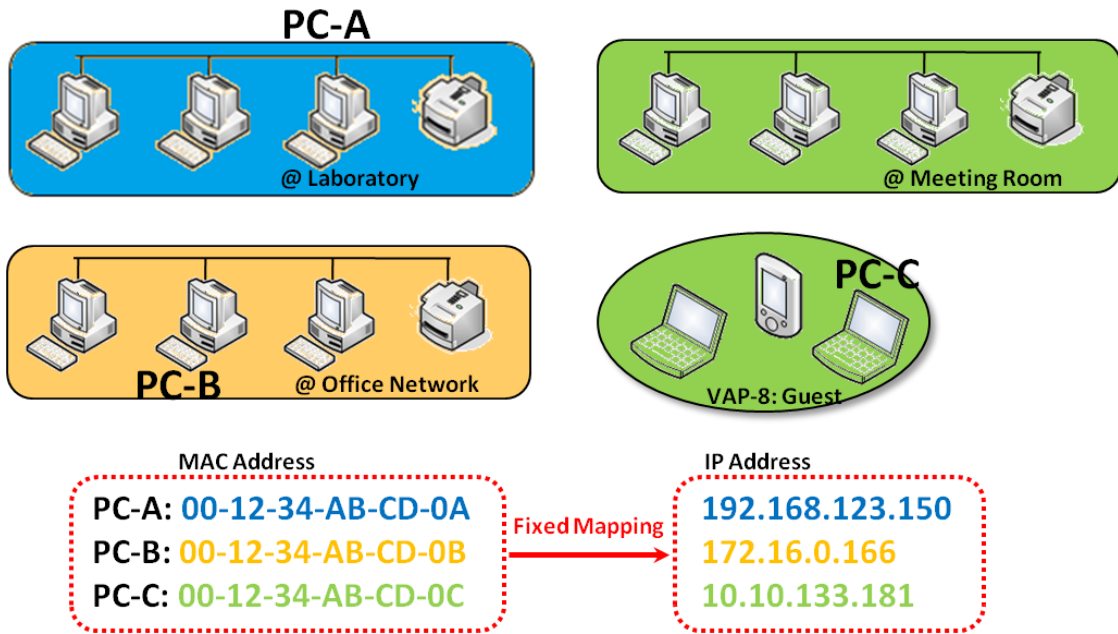 PC-A
@ Laboratory
@ Meeting Room
PC-B
@ Office Network
PC-C
VAP-8: Guest
MAC Address
PC-A: 00-12-34-AB-CD-0A
PC-B: 00-12-34-AB-CD-0B
PC-C: 00-12-34-AB-CD-0C
Fixed Mapping
IP Address
192.168.123.150
172.16.0.166
10.10.133.181